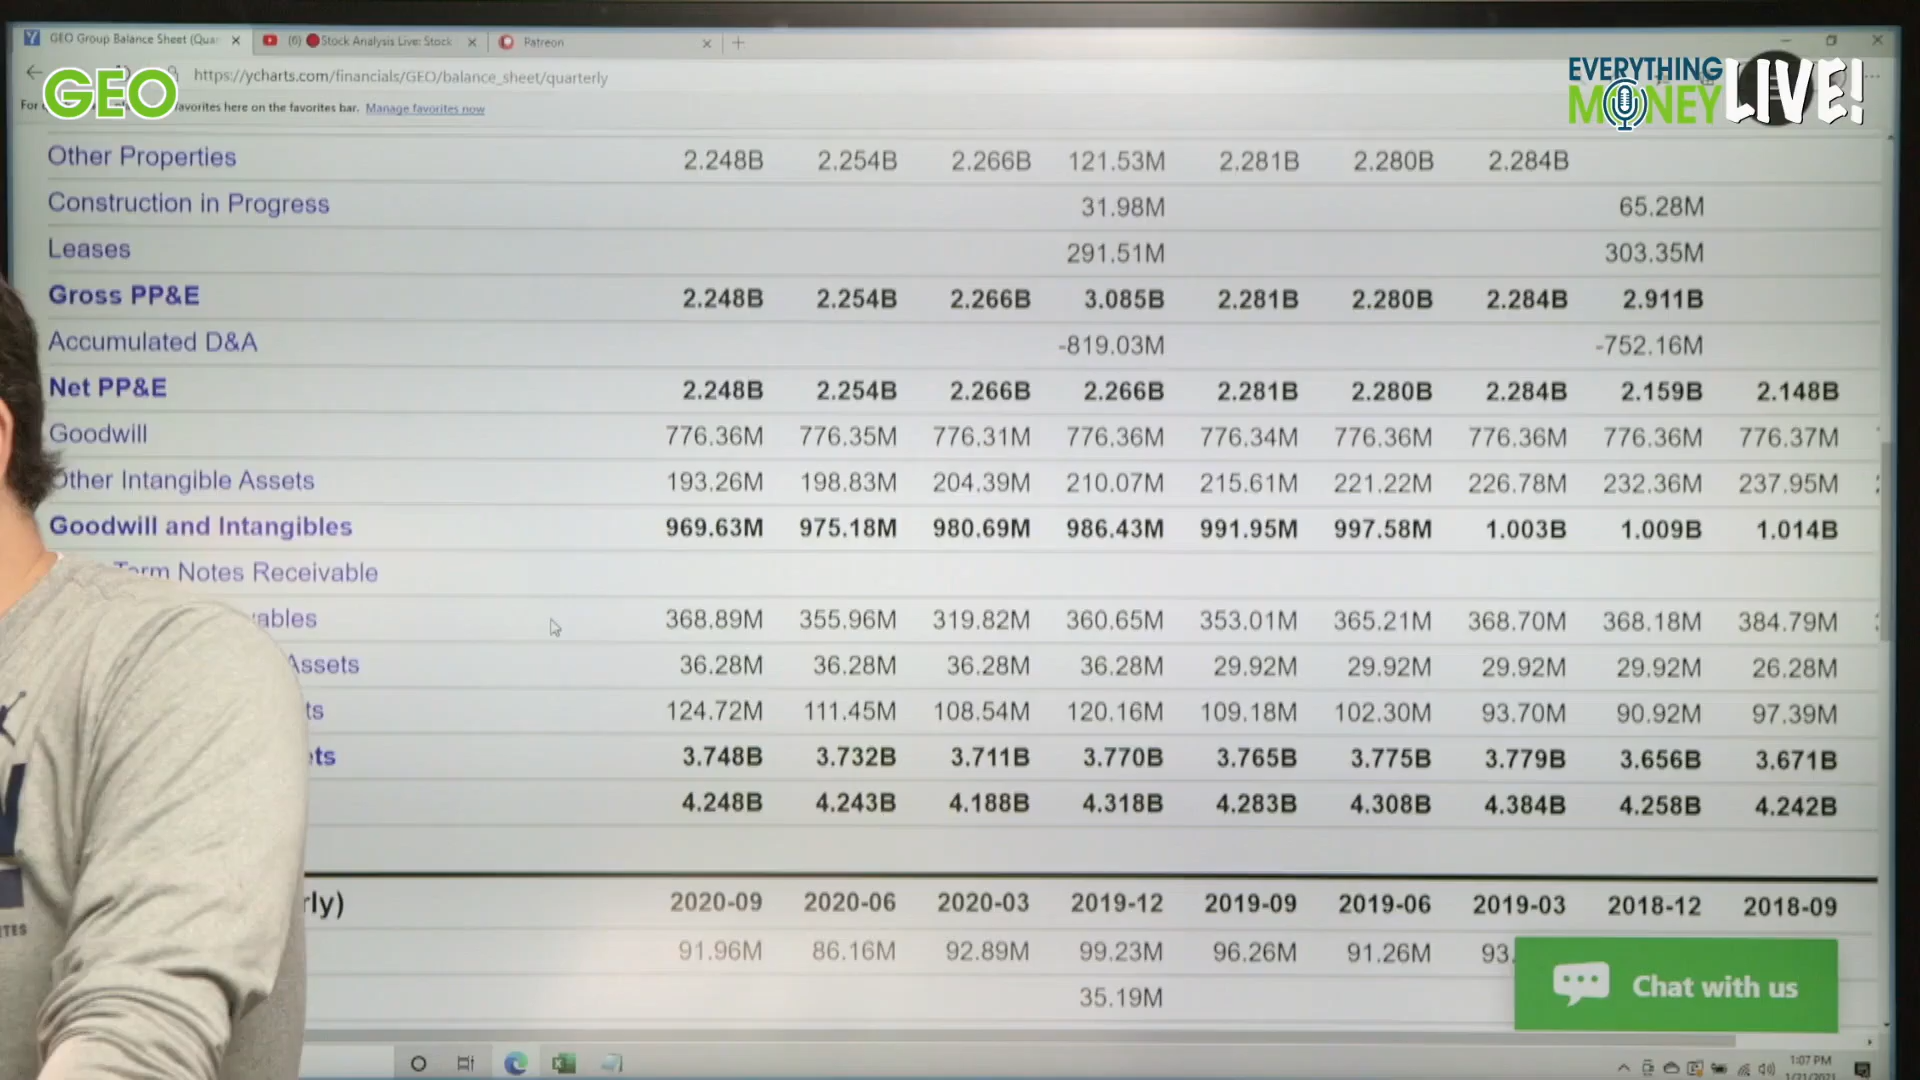 GEO Group Balance Sheet (Qua
(6) Stock Analysis Live: Stock
Patreon
https://ycharts.com/financials/GEO/balance_sheet/quarterly
GEO
EVERYTHING
MONEY
LIVE!
For
favorites here on the favorites bar. Manage favorites now
Other Properties 2.248B 2.254B 2.266B 121.53M 2.281B 2.280B 2.284B
Construction in Progress 31.98M 65.28M
Leases 291.51M 303.35M
Gross PP&E 2.248B 2.254B 2.266B 3.085B 2.281B 2.280B 2.284B 2.911B
Accumulated D&A -819.03M -752.16M
Net PP&E 2.248B 2.254B 2.266B 2.266B 2.281B 2.280B 2.284B 2.159B 2.148B
Goodwill 776.36M 776.35M 776.31M 776.36M 776.34M 776.36M 776.36M 776.36M 776.37M
Other Intangible Assets 193.26M 198.83M 204.39M 210.07M 215.61M 221.22M 226.78M 232.36M 237.95M
Goodwill and Intangibles 969.63M 975.18M 980.69M 986.43M 991.95M 997.58M 1.003B 1.009B 1.014B
Term Notes Receivable
ables 368.89M 355.96M 319.82M 360.65M 353.01M 365.21M 368.70M 368.18M 384.79M
Assets 36.28M 36.28M 36.28M 36.28M 29.92M 29.92M 29.92M 29.92M 26.28M
ts 124.72M 111.45M 108.54M 120.16M 109.18M 102.30M 93.70M 90.92M 97.39M
ets 3.748B 3.732B 3.711B 3.770B 3.765B 3.775B 3.779B 3.656B 3.671B
4.248B 4.243B 4.188B 4.318B 4.283B 4.308B 4.384B 4.258B 4.242B
rly) 2020-09 2020-06 2020-03 2019-12 2019-09 2019-06 2019-03 2018-12 2018-09
91.96M 86.16M 92.89M 99.23M 96.26M 91.26M 93.
35.19M
Chat with us
1:07 PM
1/21/2021